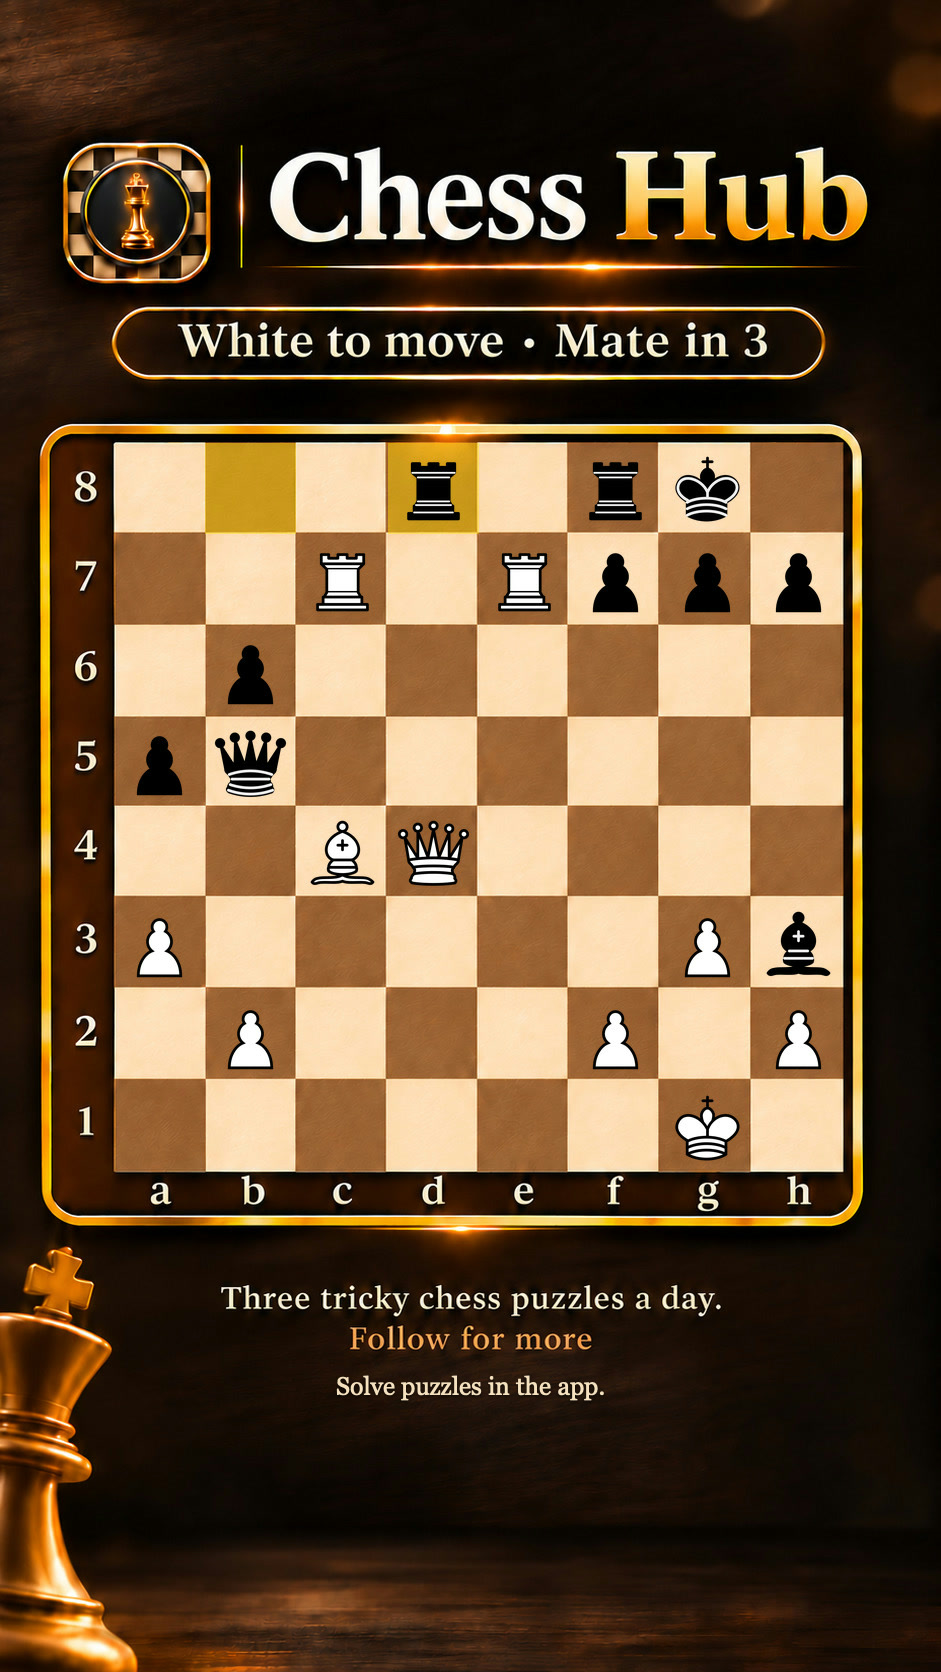 Chess Hub
White to move • Mate in 3
8
7
6
5
4
3
2
1
a b c d e f g h
Three tricky chess puzzles a day.
Follow for more
Solve puzzles in the app.